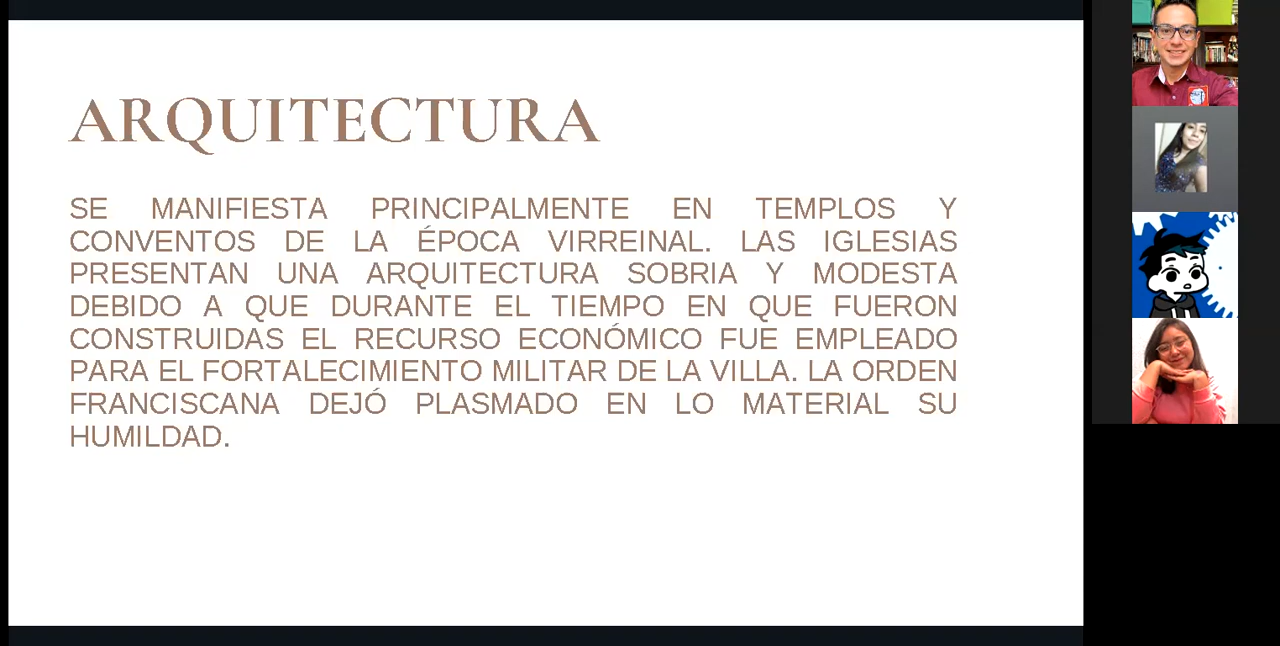 ARQUITECTURA
SE MANIFIESTA PRINCIPALMENTE EN TEMPLOS Y
CONVENTOS DE LA ÉPOCA VIRREINAL. LAS IGLESIAS
PRESENTAN UNA ARQUITECTURA SOBRIA Y MODESTA
DEBIDO A QUE DURANTE EL TIEMPO EN QUE FUERON
CONSTRUIDAS EL RECURSO ECONÓMICO FUE EMPLEADO
PARA EL FORTALECIMIENTO MILITAR DE LA VILLA. LA ORDEN
FRANCISCANA DEJÓ PLASMADO EN LO MATERIAL SU
HUMILDAD.